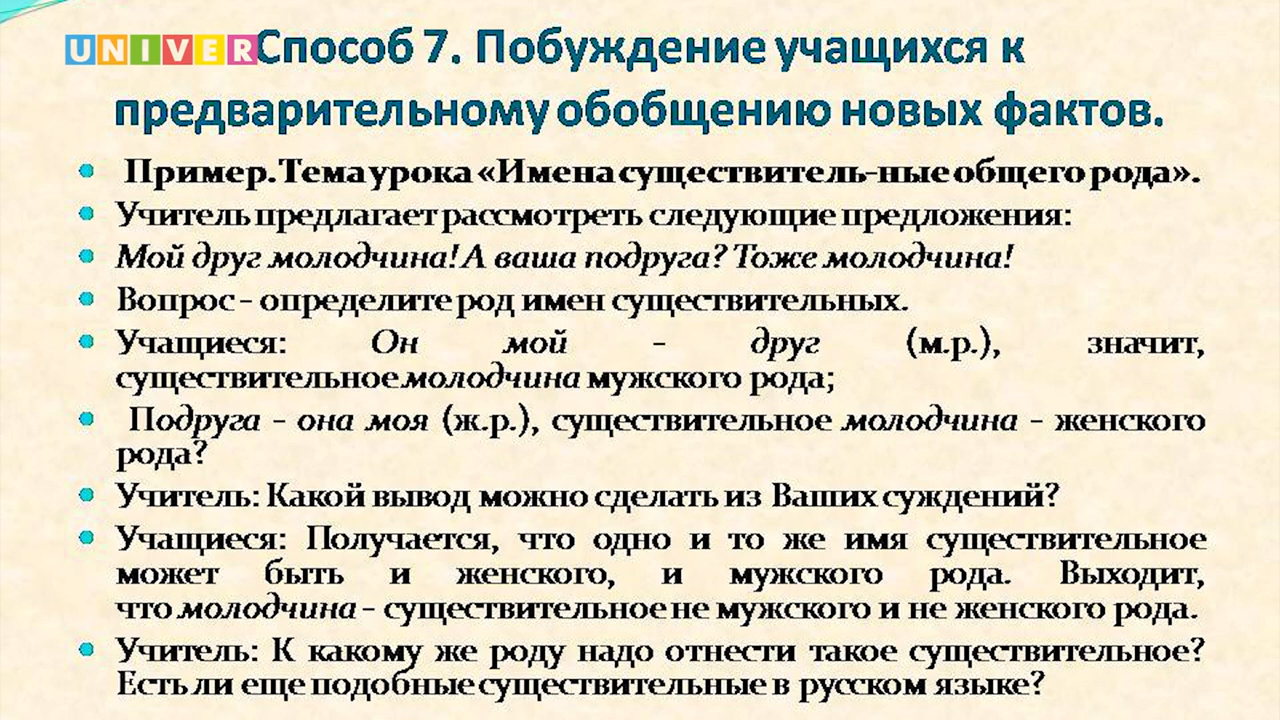 UNIVER
Способ 7. Побуждение учащихся к
предварительному обобщению новых фактов.
Пример. Тема урока «Имена существитель-ные общего рода».
Учитель предлагает рассмотреть следующие предложения:
Мой друг молодчина! А ваша подруга? Тоже молодчина!
Вопрос – определите род имен существительных.
Учащиеся: Он мой – друг (м.р.), значит,
существительное молодчина мужского рода;
Подруга – она моя (ж.р.), существительное молодчина – женского
рода?
Учитель: Какой вывод можно сделать из Ваших суждений?
Учащиеся: Получается, что одно и то же имя существительное
может быть и женского, и мужского рода. Выходит,
что молодчина – существительное не мужского и не женского рода.
Учитель: К какому же роду надо отнести такое существительное?
Есть ли еще подобные существительные в русском языке?